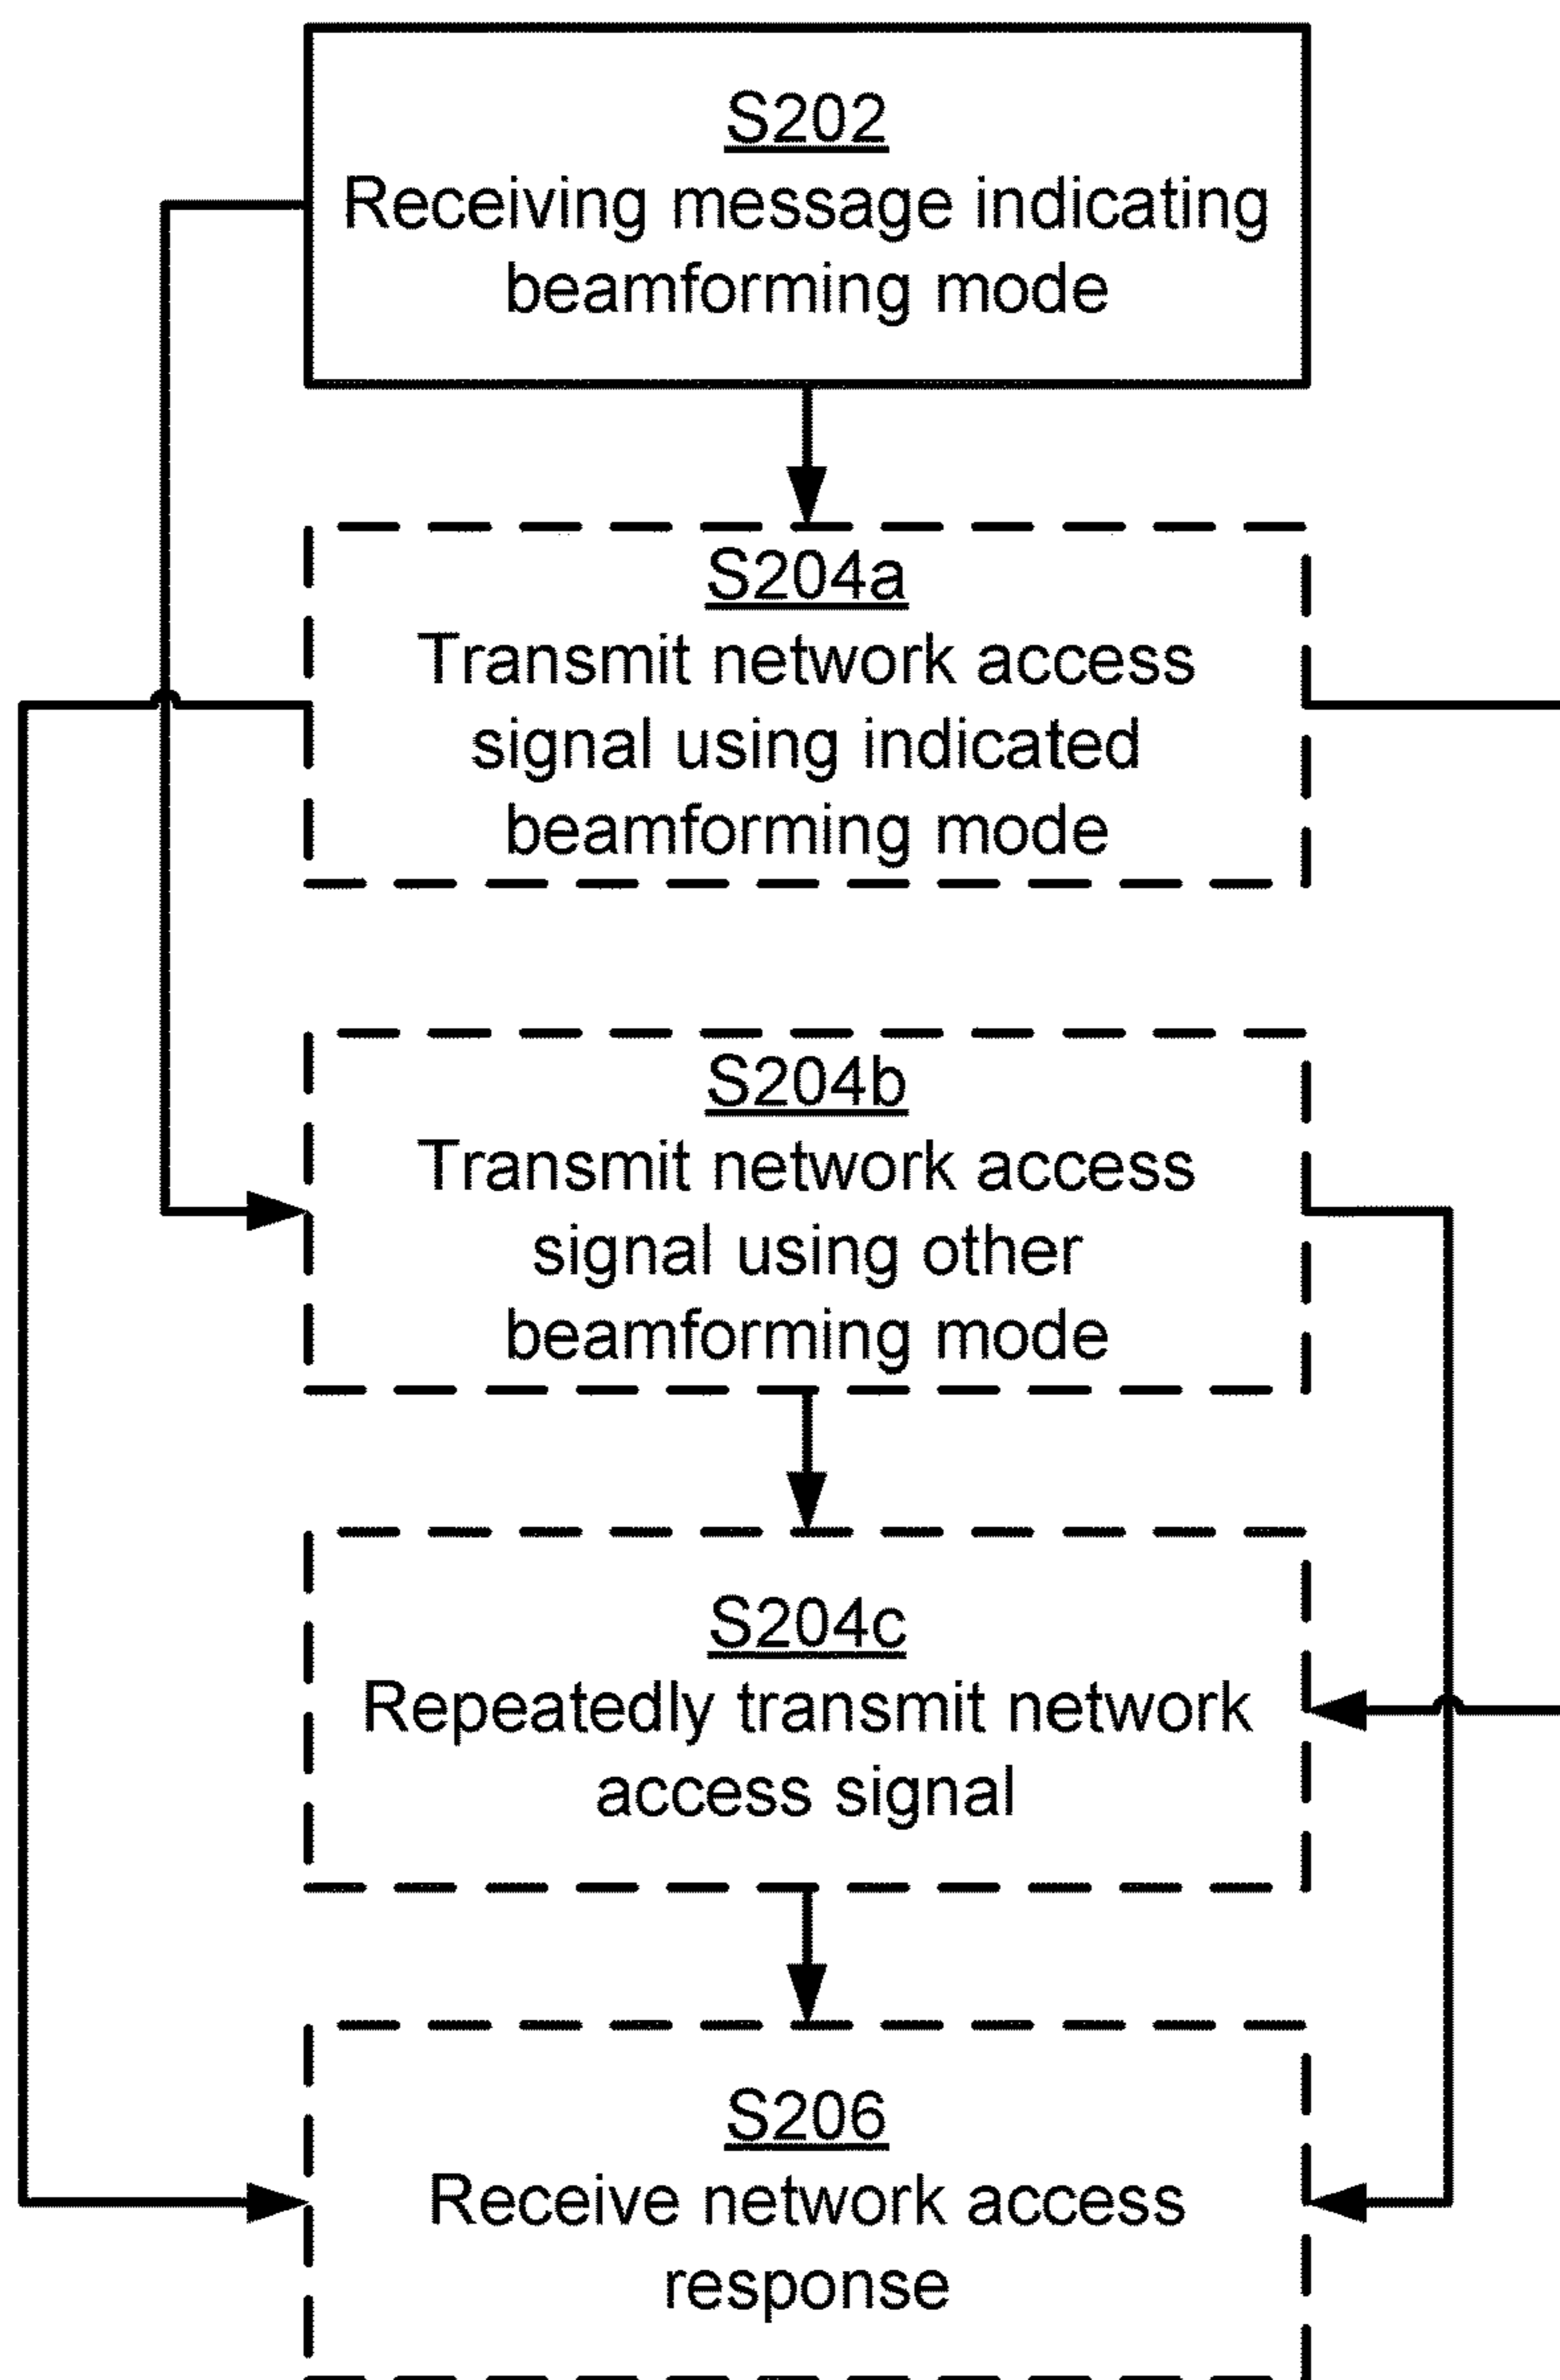 S202
Receiving message indicating
beamforming mode
S204a
Transmit network access
signal using indicated
beamforming mode
S204b
Transmit network access
signal using other
beamforming mode
S204c
Repeatedly transmit network
access signal
S206
Receive network access
response